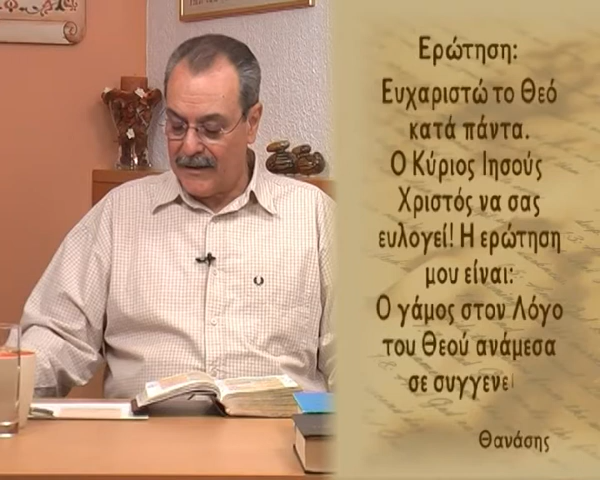 Ερώτηση:
Ευχαριστώ το Θεό
κατά πάντα.
Ο Κύριος Ιησούς
Χριστός να σας
ευλογεί! Η ερώτηση
μου είναι:
Ο γάμος στον Λόγο
του Θεού ανάμεσα
σε συγγενε
Θανάσης